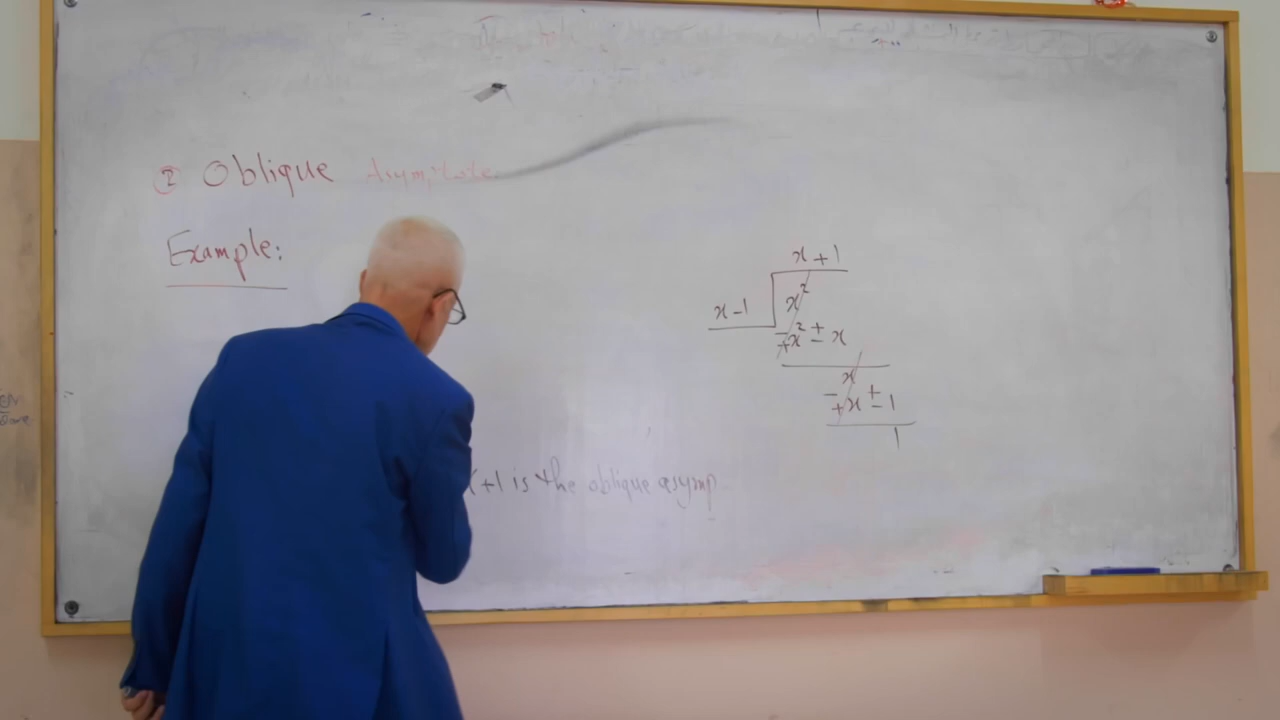 ② Oblique Asymptote
Example:
x + 1
x - 1
x²
∓x² ± x
x
∓x ± 1
1
x+1 is the oblique asymp